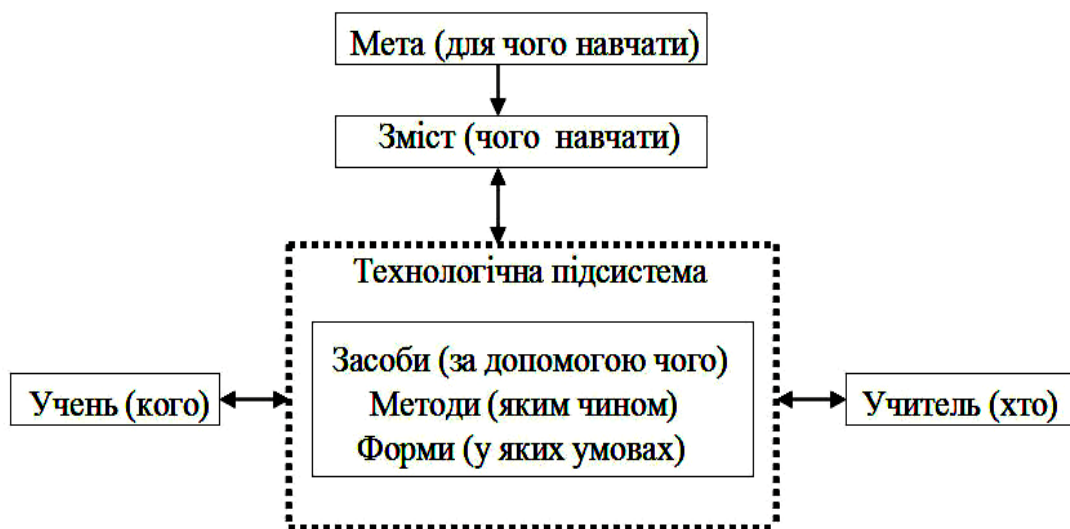 Мета (для чого навчати)
Зміст (чого навчати)
Технологічна підсистема
Засоби (за допомогою чого)
Методи (яким чином)
Форми (у яких умовах)
Учень (кого)
Учитель (хто)